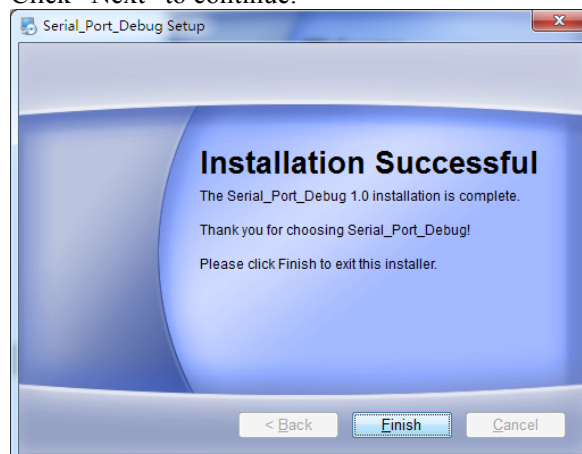 Click "Next" to continue.
Serial_Port_Debug Setup
Installation Successful
The Serial_Port_Debug 1.0 installation is complete.
Thank you for choosing Serial_Port_Debug!
Please click Finish to exit this installer.
< Back
Finish
Cancel